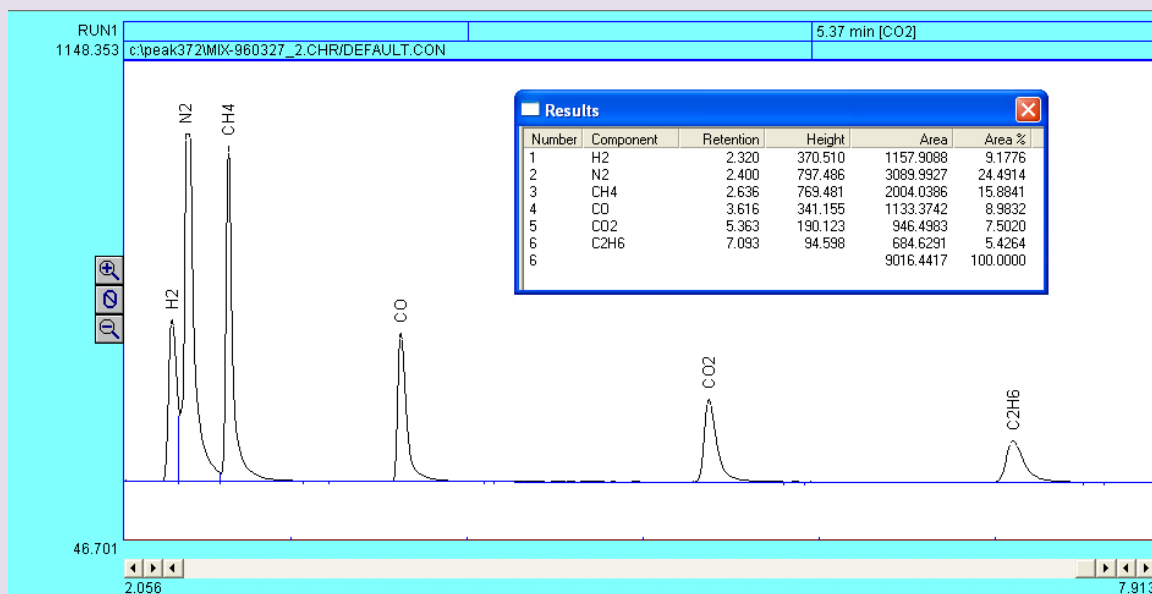 RUN1
5.37 min [CO2]
1148.353 c:\peak372\MIX-960327_2.CHR/DEFAULT.CON
N2
CH4
H2
CO
CO2
C2H6
Results
Number Component Retention Height Area Area %
1 H2 2.320 370.510 1157.9088 9.1776
2 N2 2.400 797.486 3089.9927 24.4914
3 CH4 2.636 769.481 2004.0386 15.8841
4 CO 3.616 341.155 1133.3742 8.9832
5 CO2 5.363 190.123 946.4983 7.5020
6 C2H6 7.093 94.598 684.6291 5.4264
6 9016.4417 100.0000
46.701
2.056 7.913